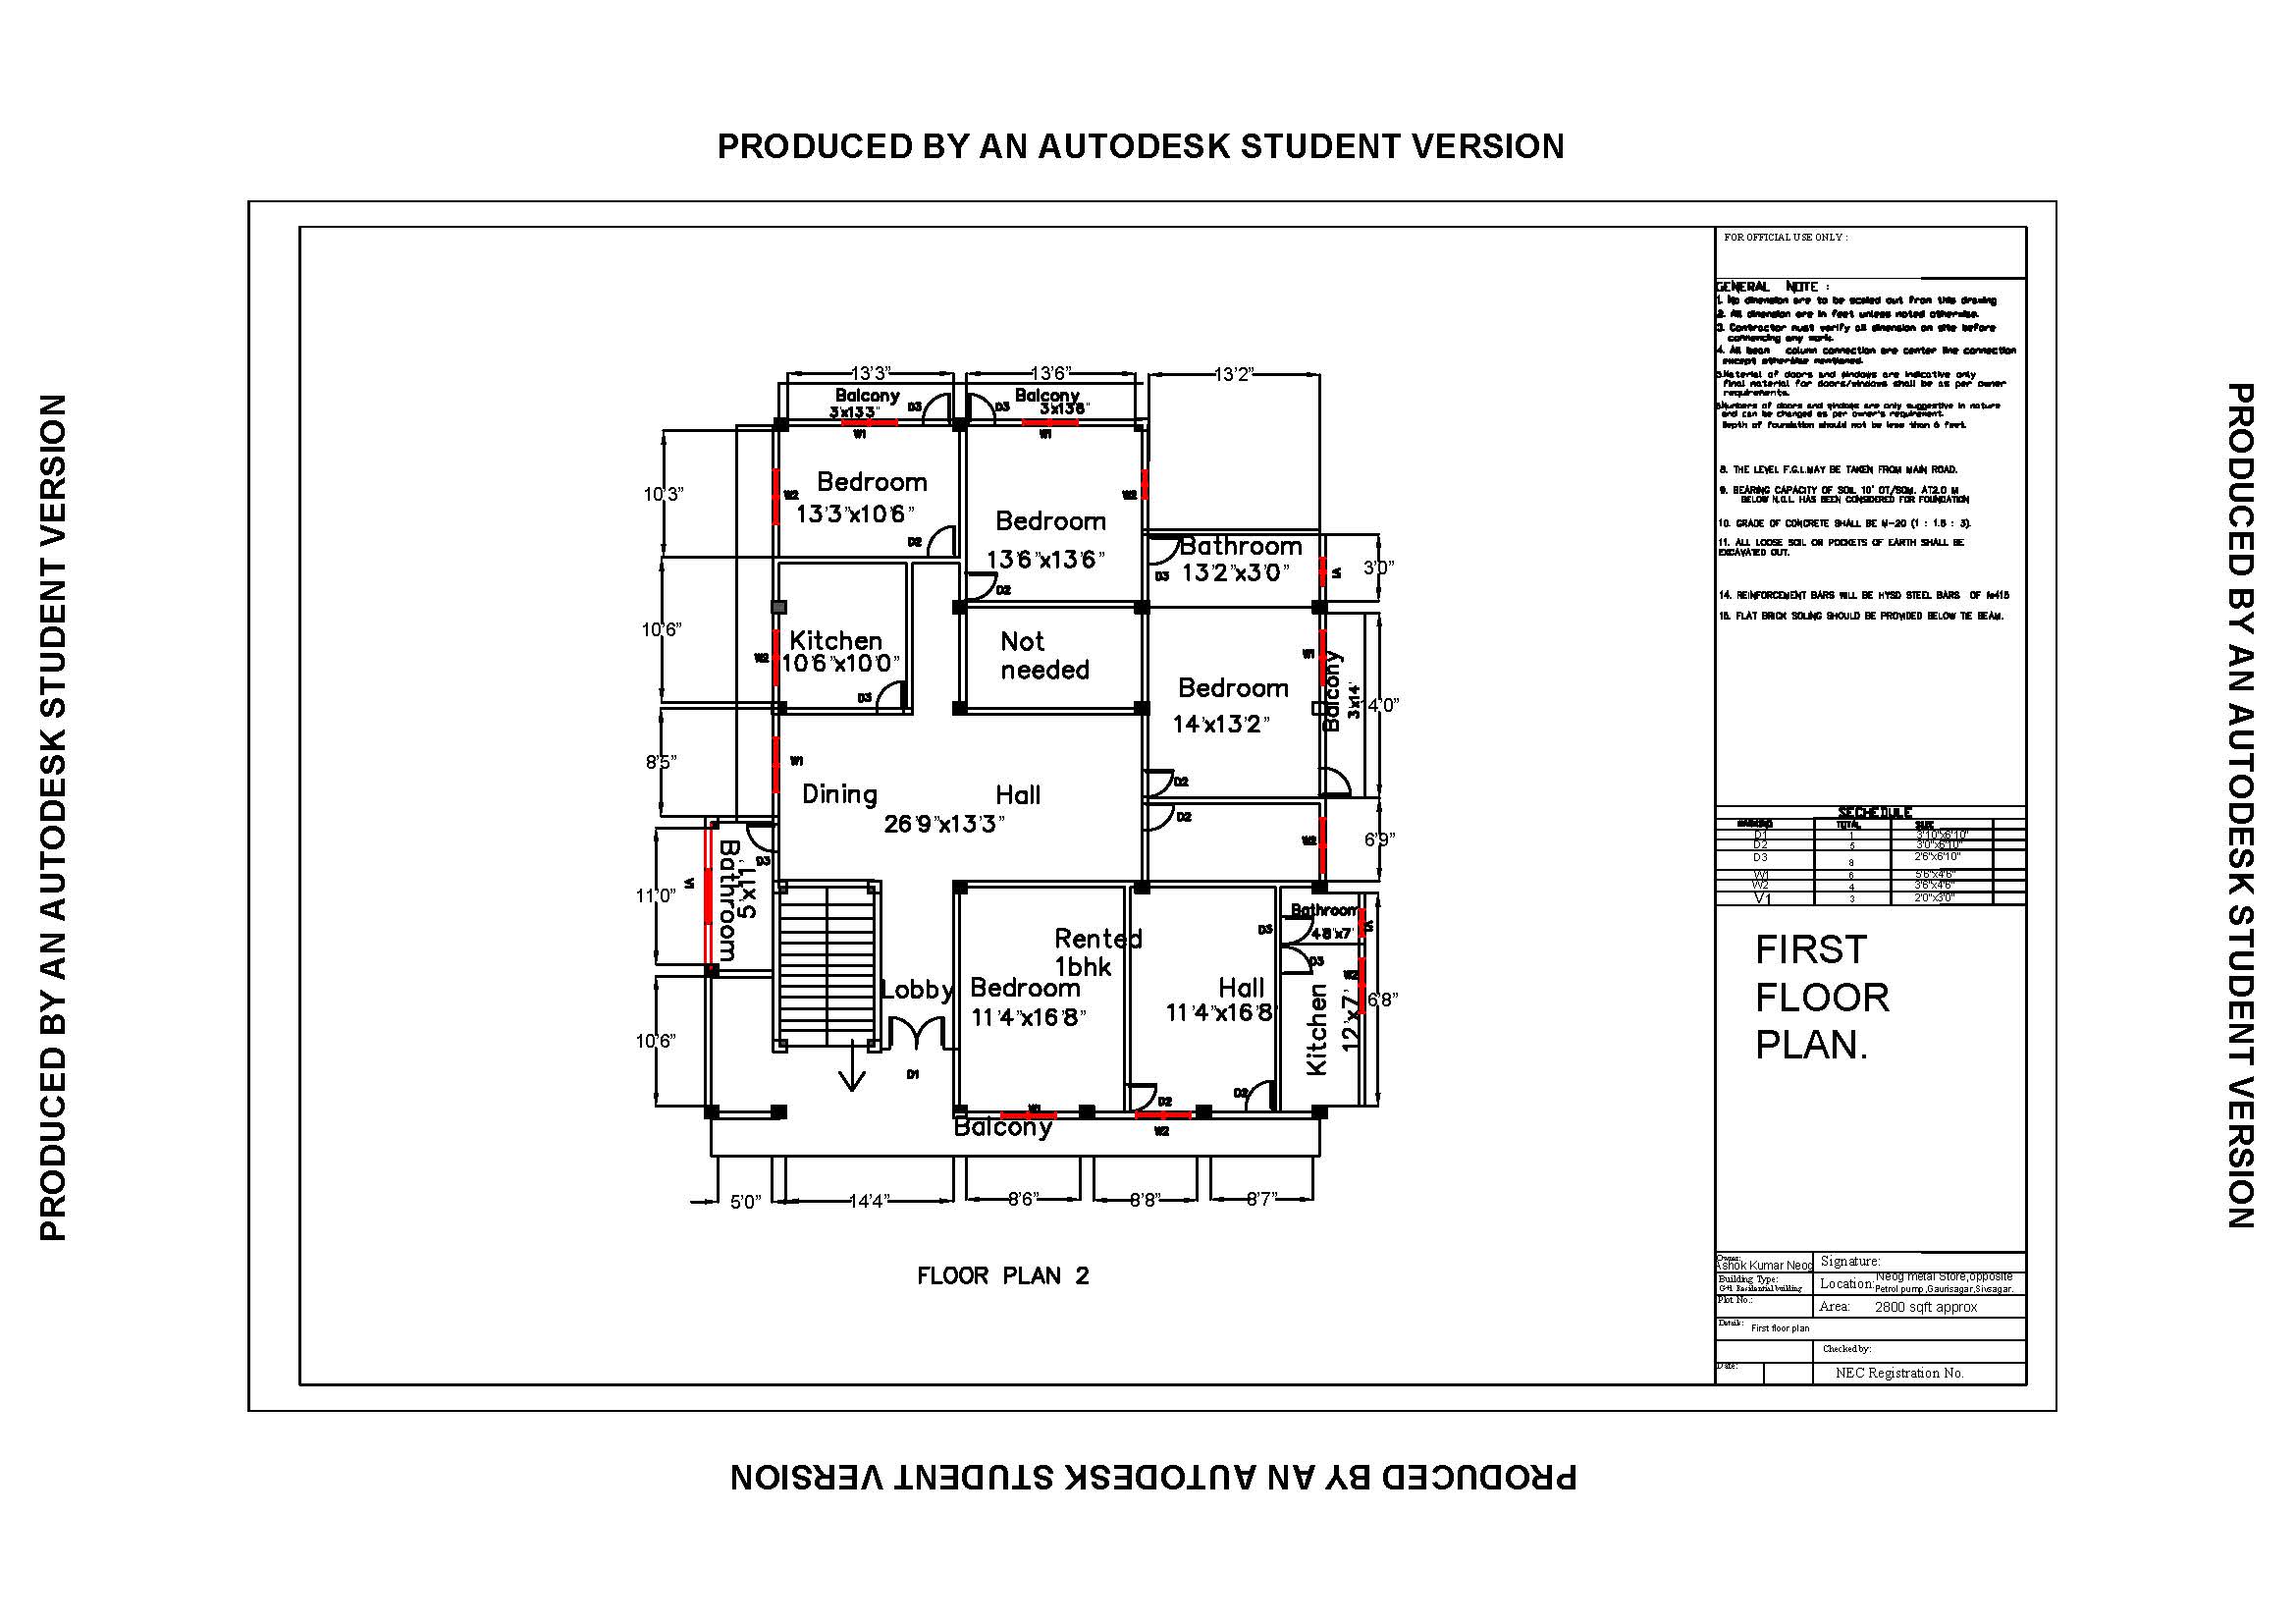 PRODUCED BY AN AUTODESK STUDENT VERSION
PRODUCED BY AN AUTODESK STUDENT VERSION
PRODUCED BY AN AUTODESK STUDENT VERSION
PRODUCED BY AN AUTODESK STUDENT VERSION
13'3"
13'6"
13'2"
Balcony
3'x13'3"
D3
D3
Balcony
3'x13'6"
W1
W1
10'3"
Bedroom
13'3"x10'6"
W2
D2
Bedroom
13'6"x13'6"
W2
D2
Bathroom
13'2"x3'0"
D3
V1
3'0"
10'6"
Kitchen
10'6"x10'0"
W2
D3
Not
needed
Bedroom
14'x13'2"
W1
Balcony
3'x14'
14'0"
D2
8'5"
W1
Dining
Hall
26'9"x13'3"
D2
W2
6'9"
11'0"
V1
Bathroom
5'x11'
D3
10'6"
Lobby
D1
Rented
1bhk
Bedroom
11'4"x16'8"
Hall
11'4"x16'8"
Bathroom
4'8"x7'
D3
D3
W2
Kitchen
12'x7'
6'8"
D2
D2
W1
W2
Balcony
5'0"
14'4"
8'6"
8'8"
8'7"
FLOOR PLAN 2
FOR OFFICIAL USE ONLY :
GENERAL NOTE :
1. No dimension are to be scaled out from this drawing
2. All dimension are in feet unless noted otherwise.
3. Contractor must verify all dimension on site before
commencing any work.
4. All beam column connection are center line connection
except otherwise mentioned.
5.Material of doors and windows are indicative only
final material for doors/windows shall be as per owner
requirements.
6.Numbers of doors and windows are only suggestive in nature
and can be changed as per owner's requirement.
Depth of foundation should not be less than 6 feet.
8. THE LEVEL F.G.L.MAY BE TAKEN FROM MAIN ROAD.
9. BEARING CAPACITY OF SOIL 10' OT/SQM. AT2.0 M
BELOW N.G.L. HAS BEEN CONSIDERED FOR FOUNDATION
10. GRADE OF CONCRETE SHALL BE M-20 (1 : 1.5 : 3).
11. ALL LOOSE SOIL OR POCKETS OF EARTH SHALL BE
EXCAVATED OUT.
14. REINFORCEMENT BARS WILL BE HYSD STEEL BARS OF fe415
15. FLAT BRICK SOLING SHOULD BE PROVIDED BELOW TIE BEAM.
SECHEDULE
MARKING TOTAL SIZE
D1 1 3'10"x6'10"
D2 5 3'0"x6'10"
D3 8 2'6"x6'10"
W1 6 5'6"x4'6"
W2 4 3'6"x4'6"
V1 3 2'0"x3'0"
FIRST
FLOOR
PLAN.
Owner:
Ashok Kumar Neog
Signature:
Building Type:
G+1 Residential building
Location:
Neog metal Store,opposite
Petrol pump,Gaurisagar,Sivsagar.
Plot No.:
Area: 2800 sqft approx
Details: First floor plan
Checked by:
Date:
NEC Registration No.